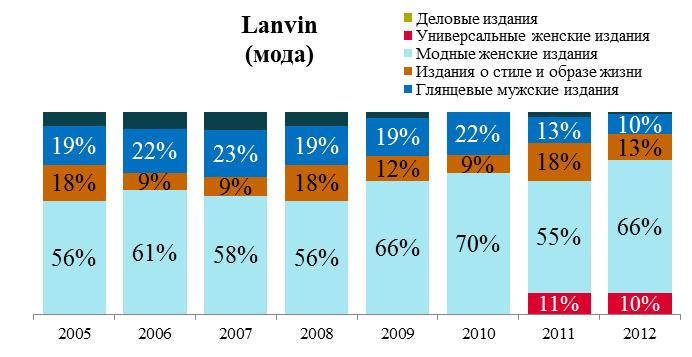 Lanvin
(мода)
Деловые издания
Универсальные женские издания
Модные женские издания
Издания о стиле и образе жизни
Глянцевые мужские издания
19% 22% 23% 19% 19% 22% 13% 10%
18% 9% 9% 18% 12% 9% 18% 13%
56% 61% 58% 56% 66% 70% 55% 66%
11% 10%
2005 2006 2007 2008 2009 2010 2011 2012